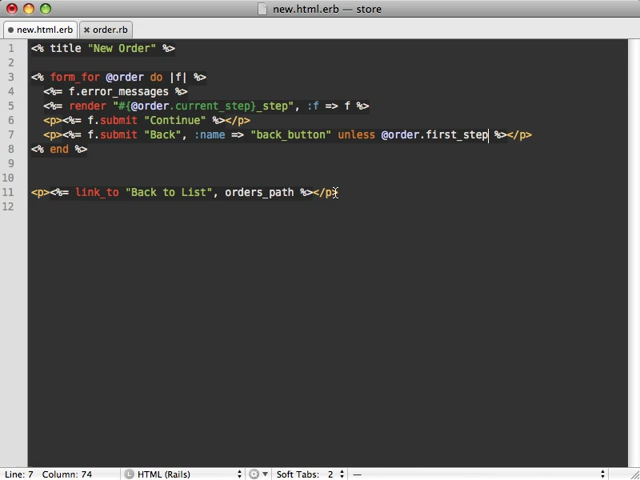 new.html.erb — store
new.html.erb order.rb
1 <% title "New Order" %>
2
3 <% form_for @order do |f| %>
4 <%= f.error_messages %>
5 <%= render "#{@order.current_step}_step", :f => f %>
6 <p><%= f.submit "Continue" %></p>
7 <p><%= f.submit "Back", :name => "back_button" unless @order.first_step %></p>
8 <% end %>
9
10
11 <p><%= link_to "Back to List", orders_path %></p>
12
Line: 7 Column: 74 L HTML (Rails) Soft Tabs: 2 —